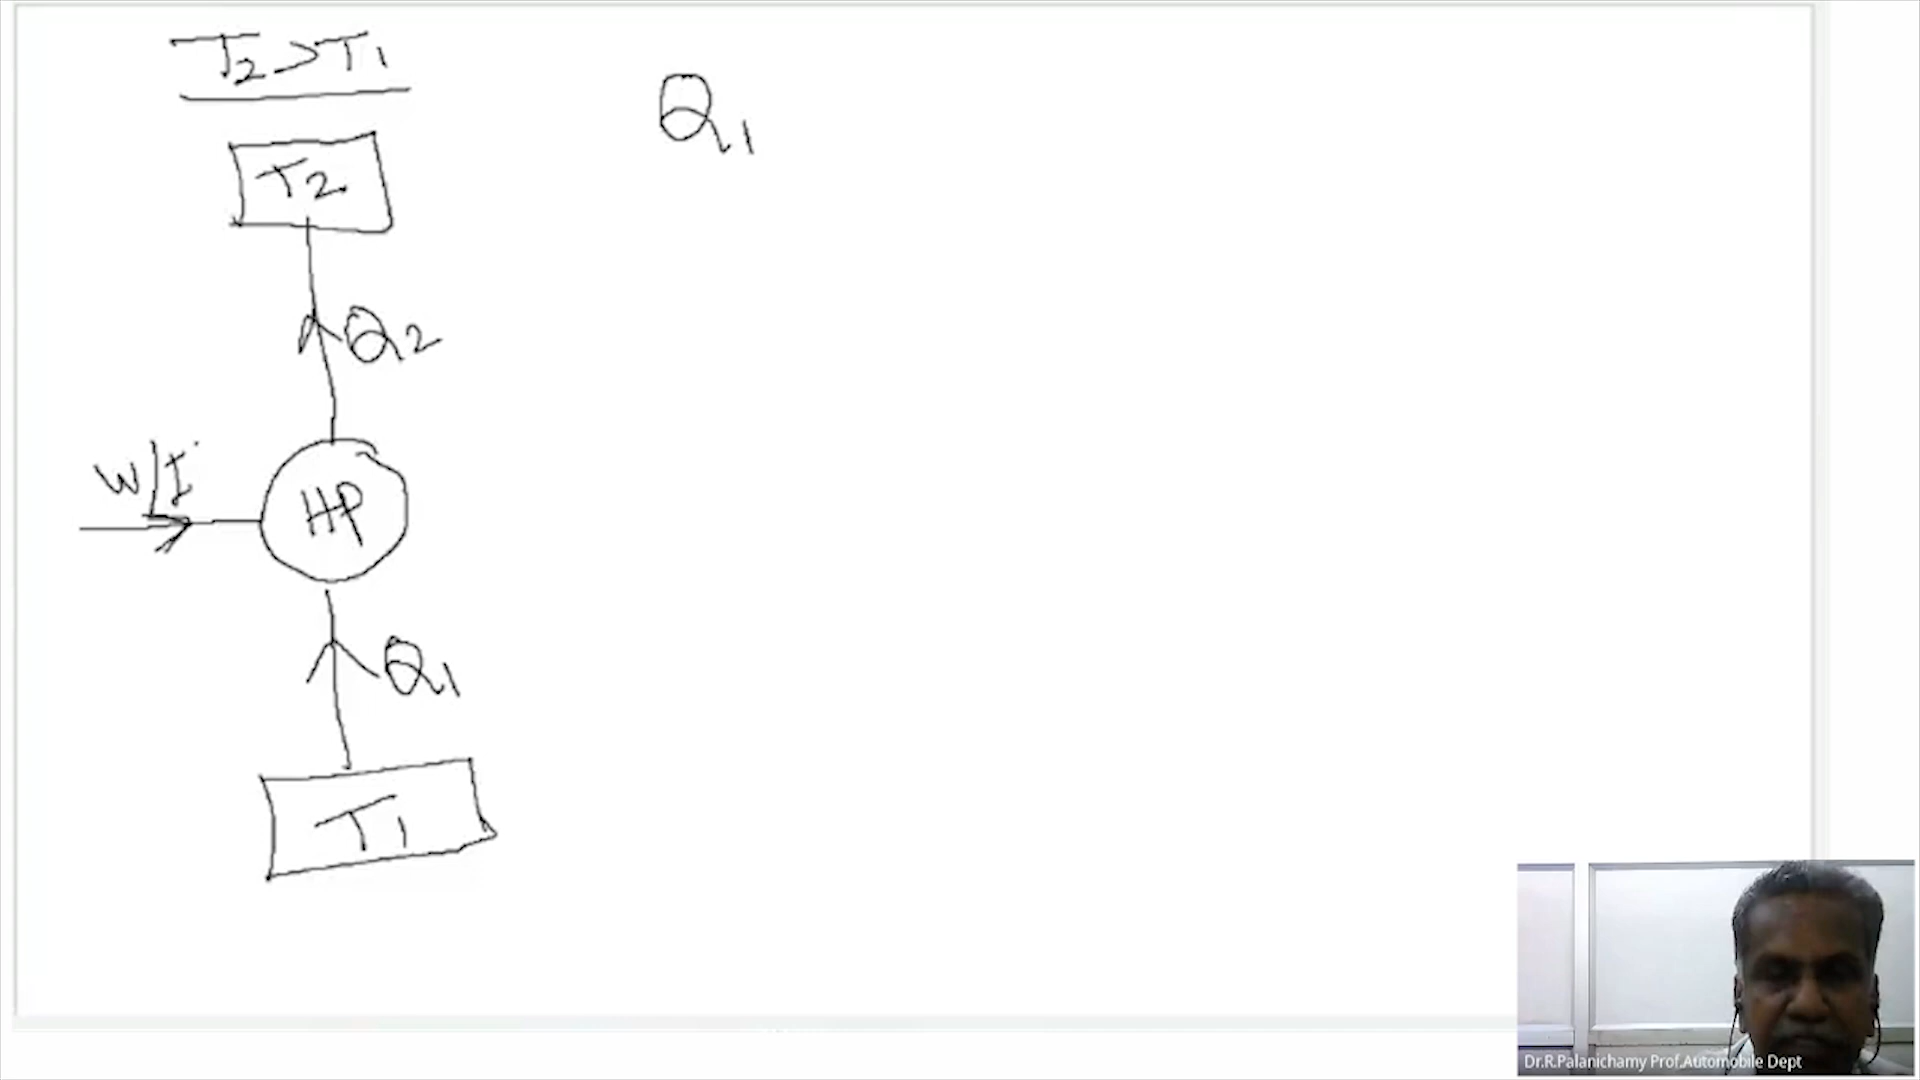 T2 > T1
Q1
T2
Q2
W/I
HP
Q1
T1
Dr.R.Palanichamy Prof.Automobile Dept